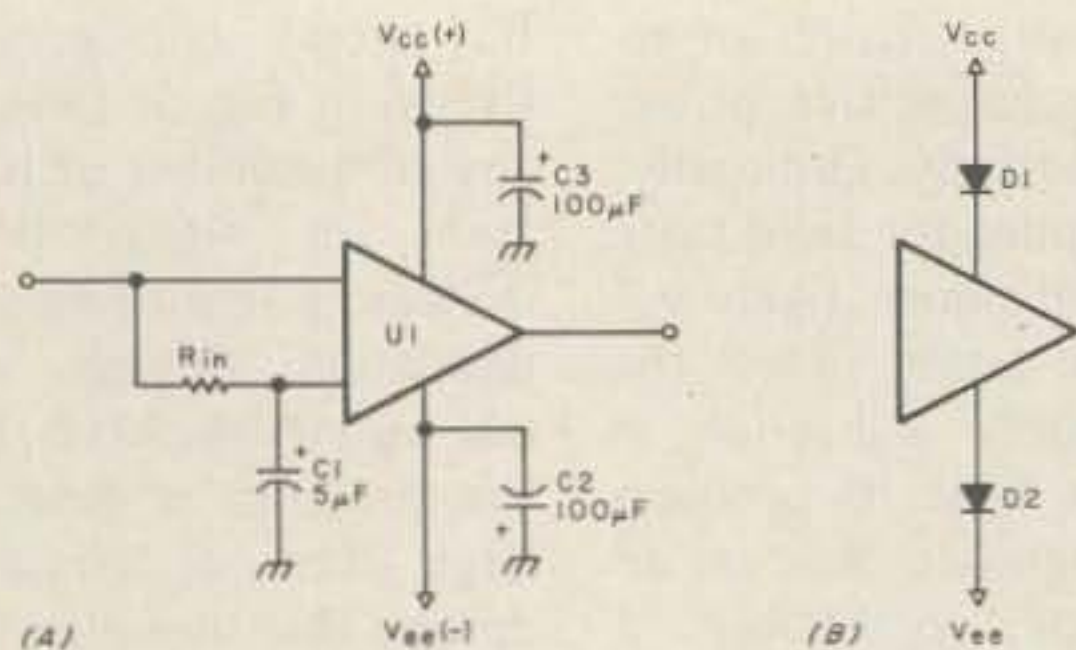 Vcc(+)
+
C3
100µF
U1
Rin
+
C1
5µF
C2
100µF
+
Vee(-)
(A)
Vcc
D1
D2
Vee
(B)